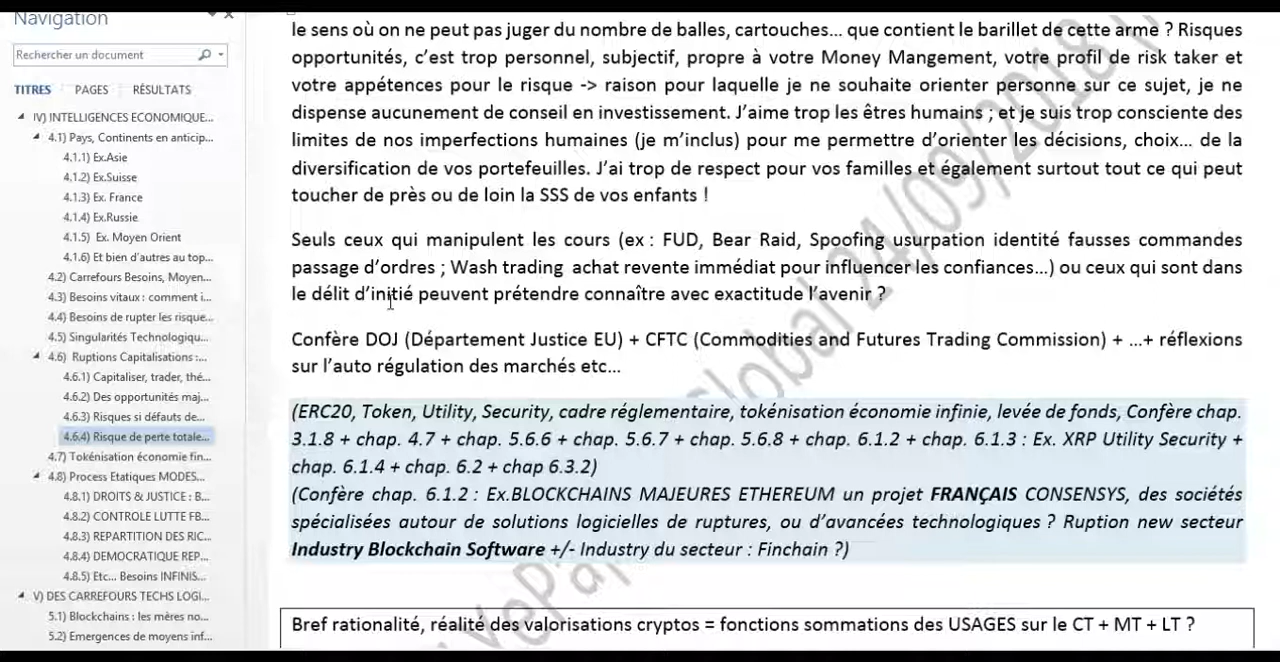 Navigation
Rechercher un document
TITRES PAGES RÉSULTATS
IV) INTELLIGENCES ECONOMIQUE...
4.1) Pays, Continents en anticip...
4.1.1) Ex.Asie
4.1.2) Ex.Suisse
4.1.3) Ex. France
4.1.4) Ex.Russie
4.1.5) Ex. Moyen Orient
4.1.6) Et bien d'autres au top...
4.2) Carrefours Besoins, Moyen...
4.3) Besoins vitaux : comment i...
4.4) Besoins de rupter les risque...
4.5) Singularités Technologiqu...
4.6) Ruptions Capitalisations :...
4.6.1) Capitaliser, trader, thé...
4.6.2) Des opportunités maj...
4.6.3) Risques si défauts de...
4.6.4) Risque de perte totale...
4.7) Tokénisation économie fin...
4.8) Process Etatiques MODES...
4.8.1) DROITS & JUSTICE : B...
4.8.2) CONTROLE LUTTE FB...
4.8.3) REPARTITION DES RIC...
4.8.4) DEMOCRATIQUE REP...
4.8.5) Etc... Besoins INFINIS...
V) DES CARREFOURS TECHS LOGI...
5.1) Blockchains : les mères no...
5.2) Emergences de moyens inf...
le sens où on ne peut pas juger du nombre de balles, cartouches... que contient le barillet de cette arme ? Risques
opportunités, c'est trop personnel, subjectif, propre à votre Money Mangement, votre profil de risk taker et
votre appétences pour le risque -> raison pour laquelle je ne souhaite orienter personne sur ce sujet, je ne
dispense aucunement de conseil en investissement. J'aime trop les êtres humains ; et je suis trop consciente des
limites de nos imperfections humaines (je m'inclus) pour me permettre d'orienter les décisions, choix... de la
diversification de vos portefeuilles. J'ai trop de respect pour vos familles et également surtout tout ce qui peut
toucher de près ou de loin la SSS de vos enfants !
Seuls ceux qui manipulent les cours (ex : FUD, Bear Raid, Spoofing usurpation identité fausses commandes
passage d'ordres ; Wash trading achat revente immédiat pour influencer les confiances...) ou ceux qui sont dans
le délit d'initié peuvent prétendre connaître avec exactitude l'avenir ?
Confère DOJ (Département Justice EU) + CFTC (Commodities and Futures Trading Commission) + ...+ réflexions
sur l'auto régulation des marchés etc...
(ERC20, Token, Utility, Security, cadre réglementaire, tokénisation économie infinie, levée de fonds, Confère chap.
3.1.8 + chap. 4.7 + chap. 5.6.6 + chap. 5.6.7 + chap. 5.6.8 + chap. 6.1.2 + chap. 6.1.3 : Ex. XRP Utility Security +
chap. 6.1.4 + chap. 6.2 + chap 6.3.2)
(Confère chap. 6.1.2 : Ex.BLOCKCHAINS MAJEURES ETHEREUM un projet FRANÇAIS CONSENSYS, des sociétés
spécialisées autour de solutions logicielles de ruptures, ou d'avancées technologiques ? Ruption new secteur
Industry Blockchain Software +/- Industry du secteur : Finchain ?)
Bref rationalité, réalité des valorisations cryptos = fonctions sommations des USAGES sur le CT + MT + LT ?
Global 24/09/2018